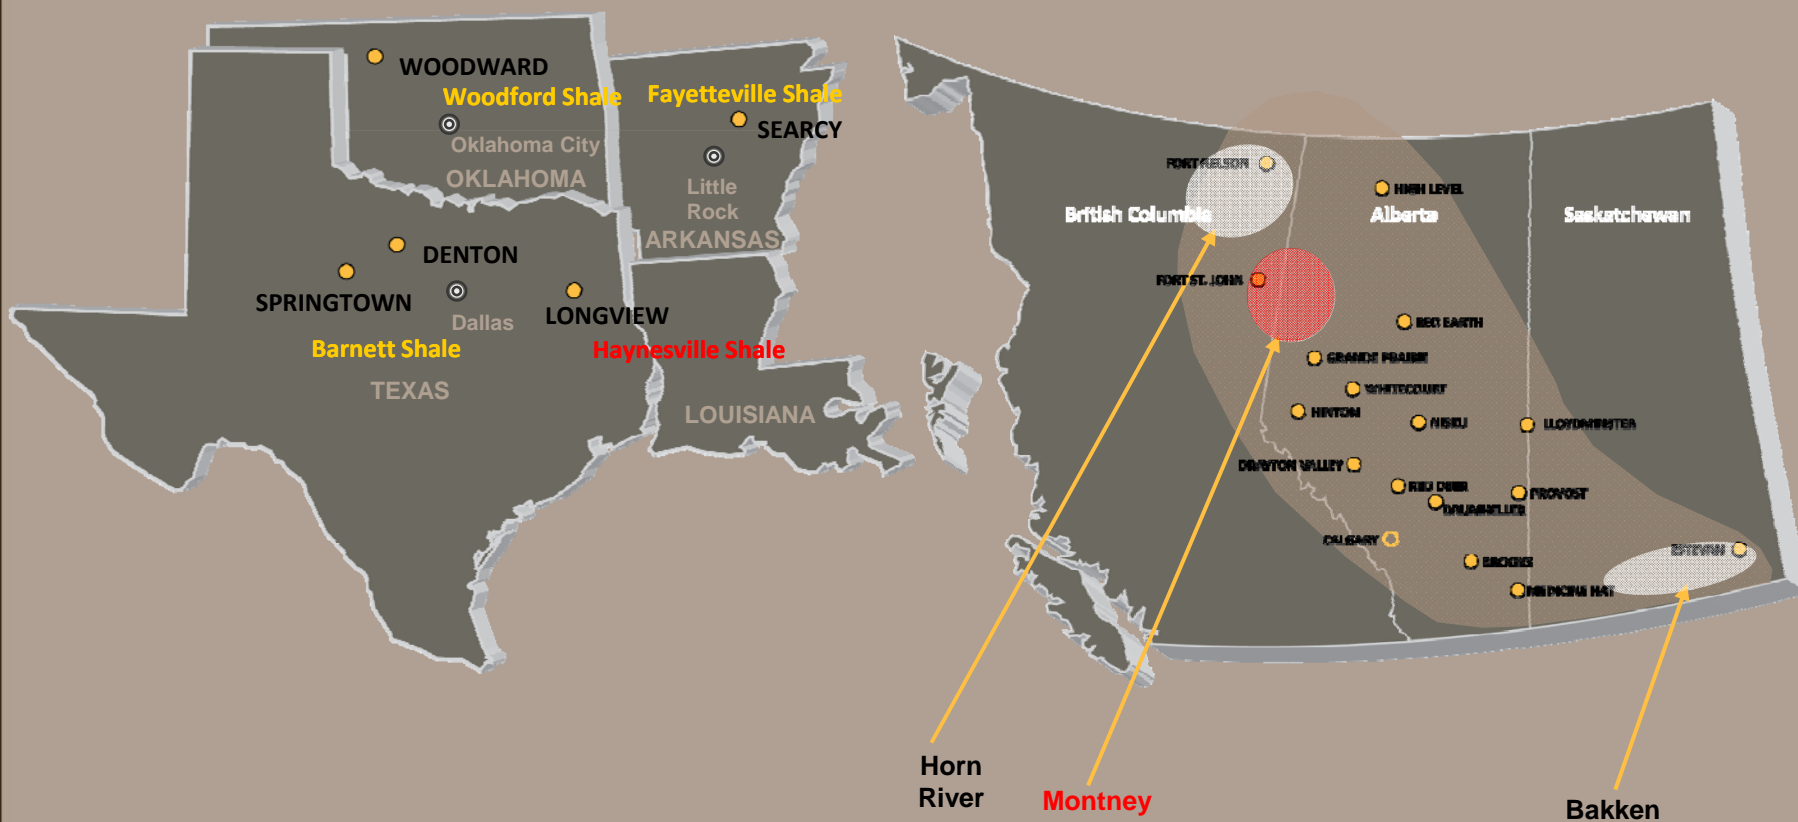 WOODWARD
Woodford Shale
Fayetteville Shale
SEARCY
Oklahoma City
OKLAHOMA
Little
Rock
ARKANSAS
DENTON
SPRINGTOWN
Dallas
LONGVIEW
Barnett Shale
Haynesville Shale
TEXAS
LOUISIANA
FORT NELSON
HIGH LEVEL
British Columbia
Alberta
Saskatchewan
FORT ST. JOHN
RED EARTH
GRANDE PRAIRIE
WHITECOURT
HINTON
NISKU
LLOYDMINSTER
DRAYTON VALLEY
RED DEER
PROVOST
DRUMHELLER
CALGARY
ESTEVAN
BROOKS
MEDICINE HAT
Horn
River
Montney
Bakken